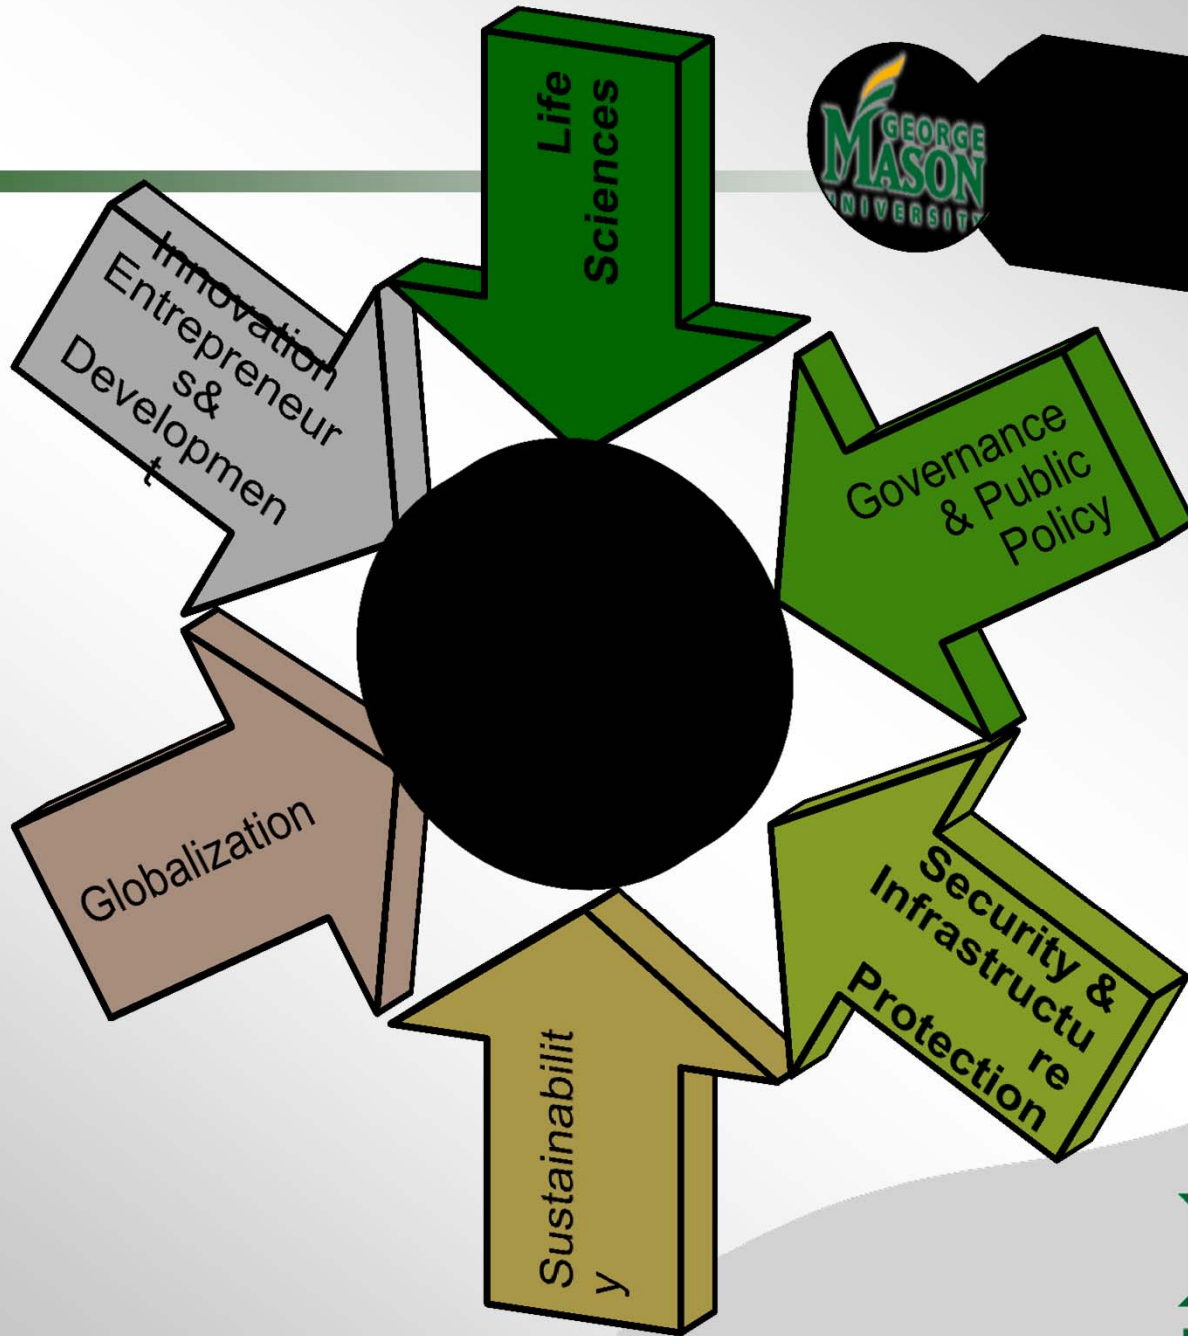 Life
Sciences
GEORGE
MASON
UNIVERSITY
Innovation
Entrepreneur
s&
Developmen
t
Governance
& Public
Policy
Globalization
Security &
Infrastructu
re
Protection
Sustainabilit
y